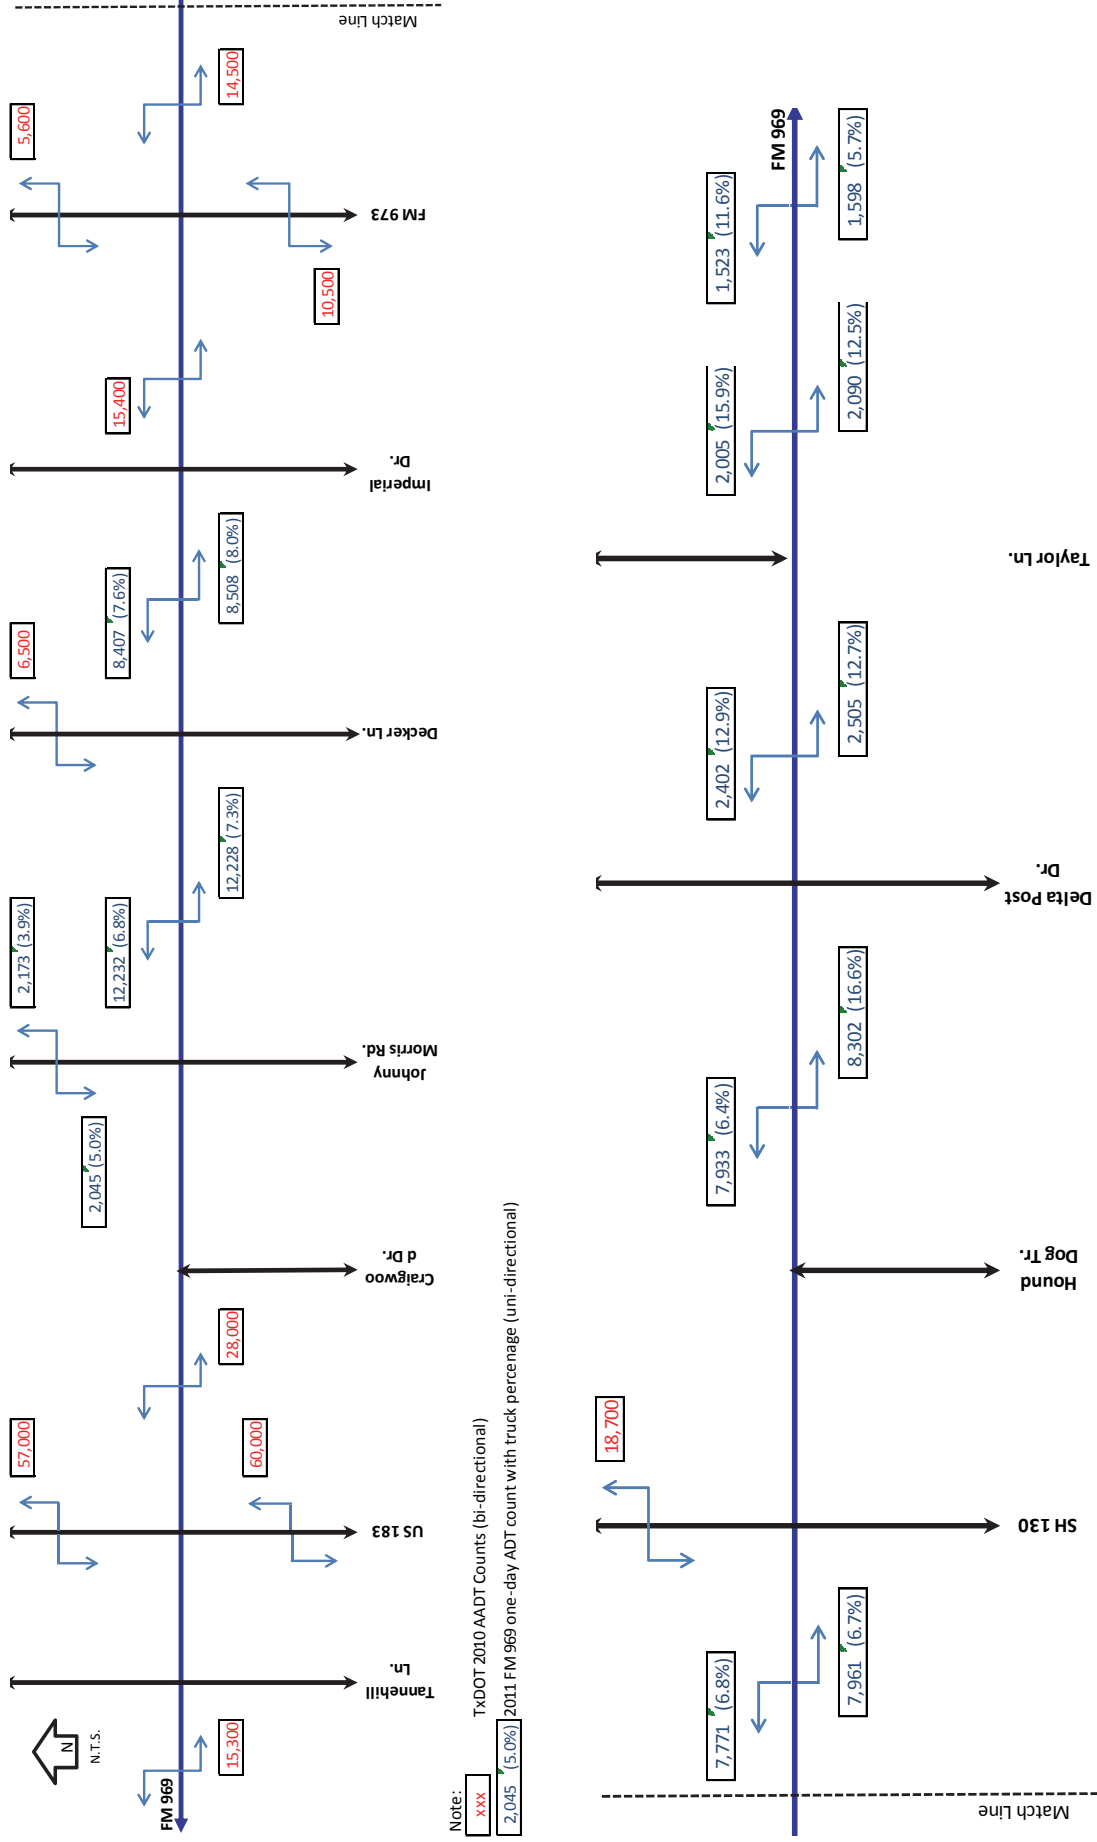 N
N.T.S.
FM 969
15,300
Tannehill
Ln.
57,000
60,000
US 183
28,000
Craigwoo
d Dr.
2,045 (5.0%)
2,173 (3.9%)
Johnny
Morris Rd.
12,232 (6.8%)
12,228 (7.3%)
6,500
Decker Ln.
8,407 (7.6%)
8,508 (8.0%)
Imperial
Dr.
15,400
5,600
10,500
FM 973
14,500
Match Line
Note:
xxx
TxDOT 2010 AADT Counts (bi-directional)
2,045 (5.0%)
2011 FM 969 one-day ADT count with truck percenage (uni-directional)
Match Line
7,771 (6.8%)
7,961 (6.7%)
18,700
SH 130
Hound
Dog Tr.
7,933 (6.4%)
8,302 (16.6%)
Delta Post
Dr.
2,402 (12.9%)
2,505 (12.7%)
Taylor Ln.
2,005 (15.9%)
2,090 (12.5%)
1,523 (11.6%)
1,598 (5.7%)
FM 969